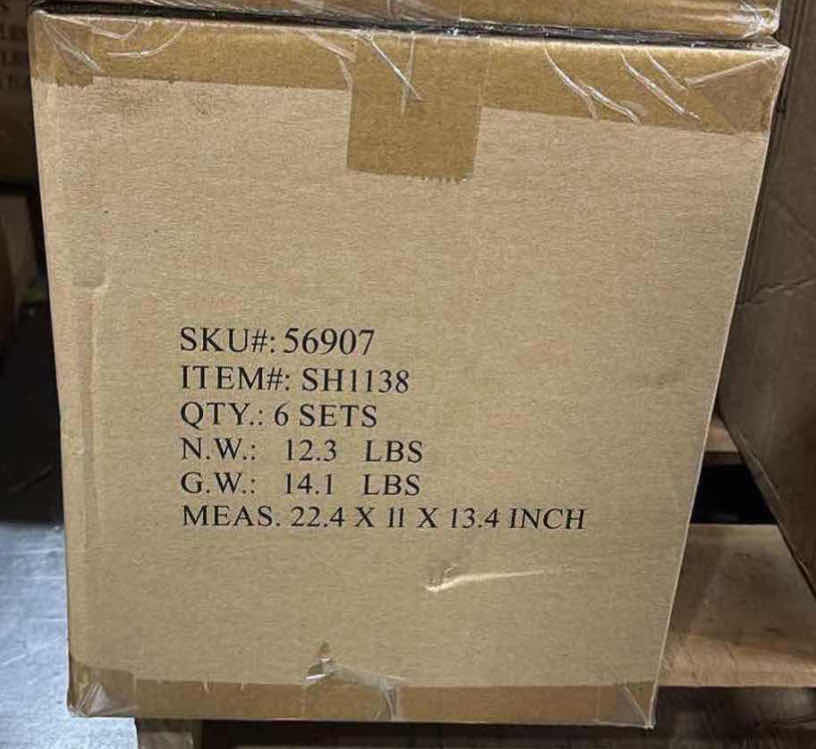 SKU#: 56907
ITEM#: SH1138
QTY.: 6 SETS
N.W.: 12.3 LBS
G.W.: 14.1 LBS
MEAS. 22.4 X 11 X 13.4 INCH